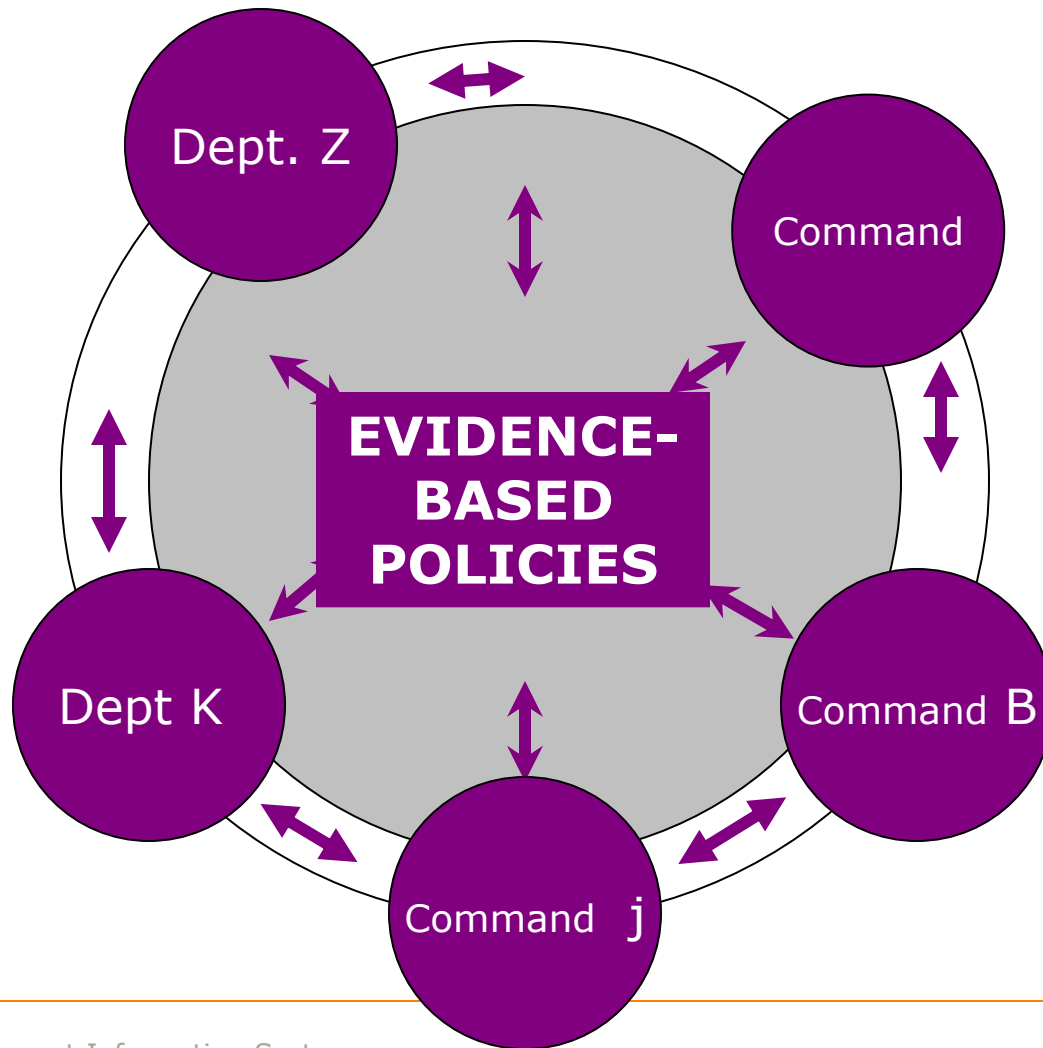 Dept. Z
Command
EVIDENCE-
BASED
POLICIES
Dept K
Command B
Command j